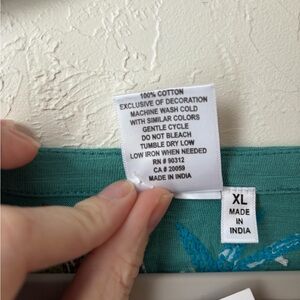 100% COTTON
EXCLUSIVE OF DECORATION
MACHINE WASH COLD
WITH SIMILAR COLORS
GENTLE CYCLE
DO NOT BLEACH
TUMBLE DRY LOW
LOW IRON WHEN NEEDED
RN # 90312
CA # 20059
MADE IN INDIA
XL
MADE
IN
INDIA